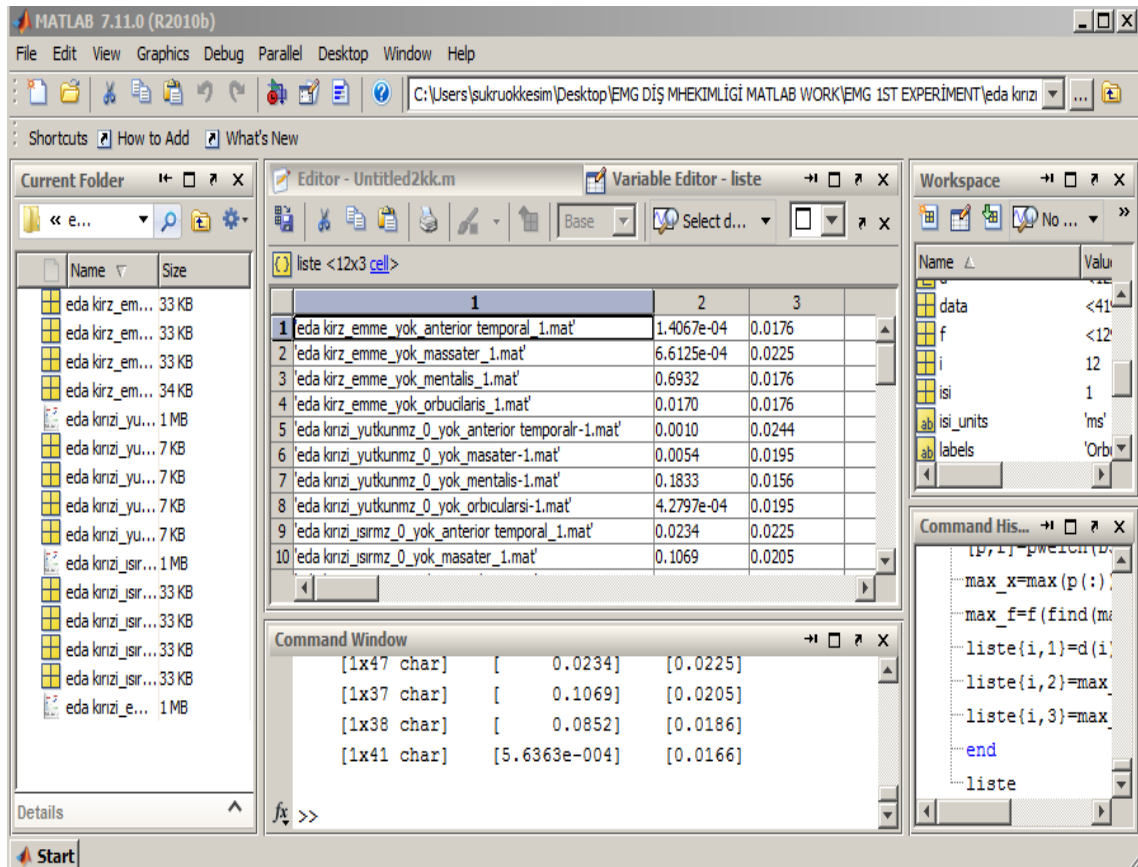 MATLAB 7.11.0 (R2010b)
File Edit View Graphics Debug Parallel Desktop Window Help
C:\Users\sukruokkesim\Desktop\EMG DİŞ MHEKIMLİGİ MATLAB WORK\EMG 1ST EXPERİMENT\eda kırızı
Shortcuts How to Add What's New
Current Folder
« e...
Name Size
eda kirz_em... 33 KB
eda kirz_em... 33 KB
eda kirz_em... 33 KB
eda kirz_em... 34 KB
eda kırızi_yu... 1 MB
eda kırızi_yu... 7 KB
eda kırızi_yu... 7 KB
eda kırızi_yu... 7 KB
eda kırızi_yu... 7 KB
eda kırızi_ısır... 1 MB
eda kırızi_ısır... 33 KB
eda kırızi_ısır... 33 KB
eda kırızi_ısır... 33 KB
eda kırızi_ısır... 33 KB
eda kırızi_e... 1 MB
Details
Editor - Untitled2kk.m Variable Editor - liste
Base Select d...
liste <12x3 cell>
1 2 3
1 'eda kirz_emme_yok_anterior temporal_1.mat' 1.4067e-04 0.0176
2 'eda kirz_emme_yok_massater_1.mat' 6.6125e-04 0.0225
3 'eda kirz_emme_yok_mentalis_1.mat' 0.6932 0.0176
4 'eda kirz_emme_yok_orbucilaris_1.mat' 0.0170 0.0176
5 'eda kırızi_yutkunmz_0_yok_anterior temporalr-1.mat' 0.0010 0.0244
6 'eda kırızi_yutkunmz_0_yok_masater-1.mat' 0.0054 0.0195
7 'eda kırızi_yutkunmz_0_yok_mentalis-1.mat' 0.1833 0.0156
8 'eda kırızi_yutkunmz_0_yok_orbıcularsi-1.mat' 4.2797e-04 0.0195
9 'eda kırızi_ısırmz_0_yok_anterior temporal_1.mat' 0.0234 0.0225
10 'eda kırızi_ısırmz_0_yok_masater_1.mat' 0.1069 0.0205
Command Window
[1x47 char] [ 0.0234] [0.0225]
[1x37 char] [ 0.1069] [0.0205]
[1x38 char] [ 0.0852] [0.0186]
[1x41 char] [5.6363e-004] [0.0166]
fx >>
Workspace
No ...
Name Valu
data <41
f <12
i 12
isi 1
isi_units 'ms'
labels 'Orb
Command His...
max_x=max(p(:)
max_f=f(find(ma
liste{i,1}=d(i)
liste{i,2}=max_
liste{i,3}=max_
end
liste
Start